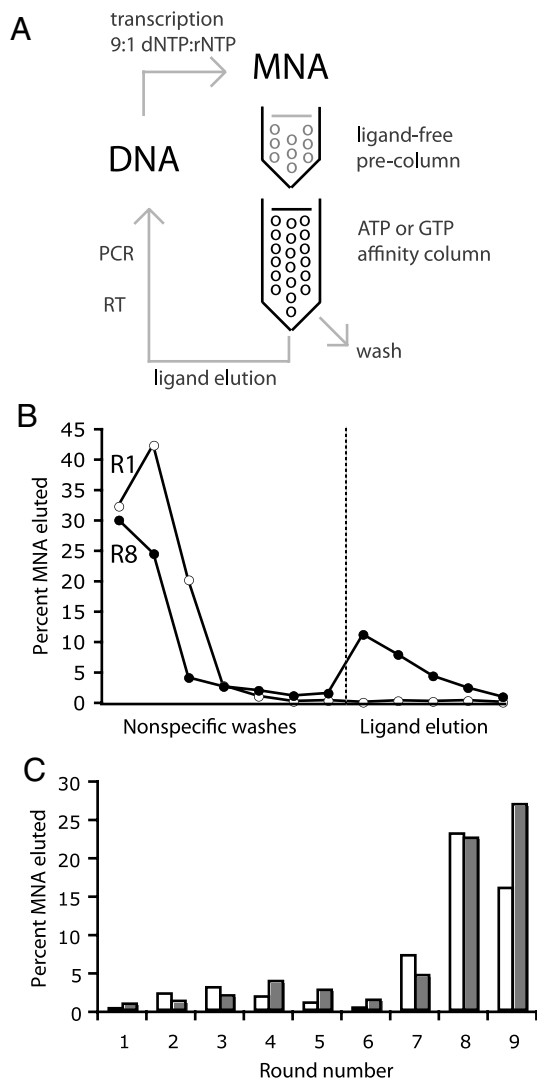 A
transcription
9:1 dNTP:rNTP
MNA
DNA
ligand-free
pre-column
ATP or GTP
affinity column
PCR
RT
wash
ligand elution
B
45
40
35
30
25
20
15
10
5
0
Percent MNA eluted
R1
R8
Nonspecific washes
Ligand elution
C
30
25
20
15
10
5
0
Percent MNA eluted
1 2 3 4 5 6 7 8 9
Round number